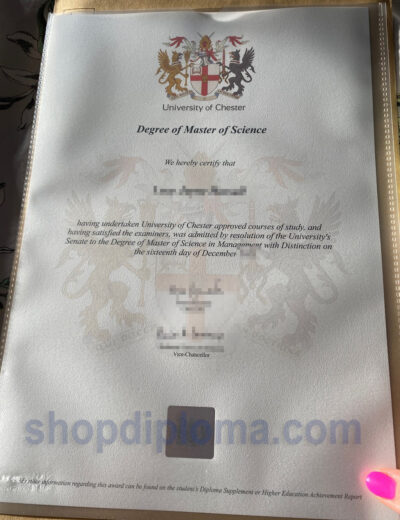 University of Chester
Degree of Master of Science
We hereby certify that
having undertaken University of Chester approved courses of study, and
having satisfied the examiners, was admitted by resolution of the University's
Senate to the Degree of Master of Science in Management with Distinction on
the sixteenth day of December
Vice-Chancellor
shopdiploma.com
information regarding this award can be found on the student's Diploma Supplement or Higher Education Achievement Report